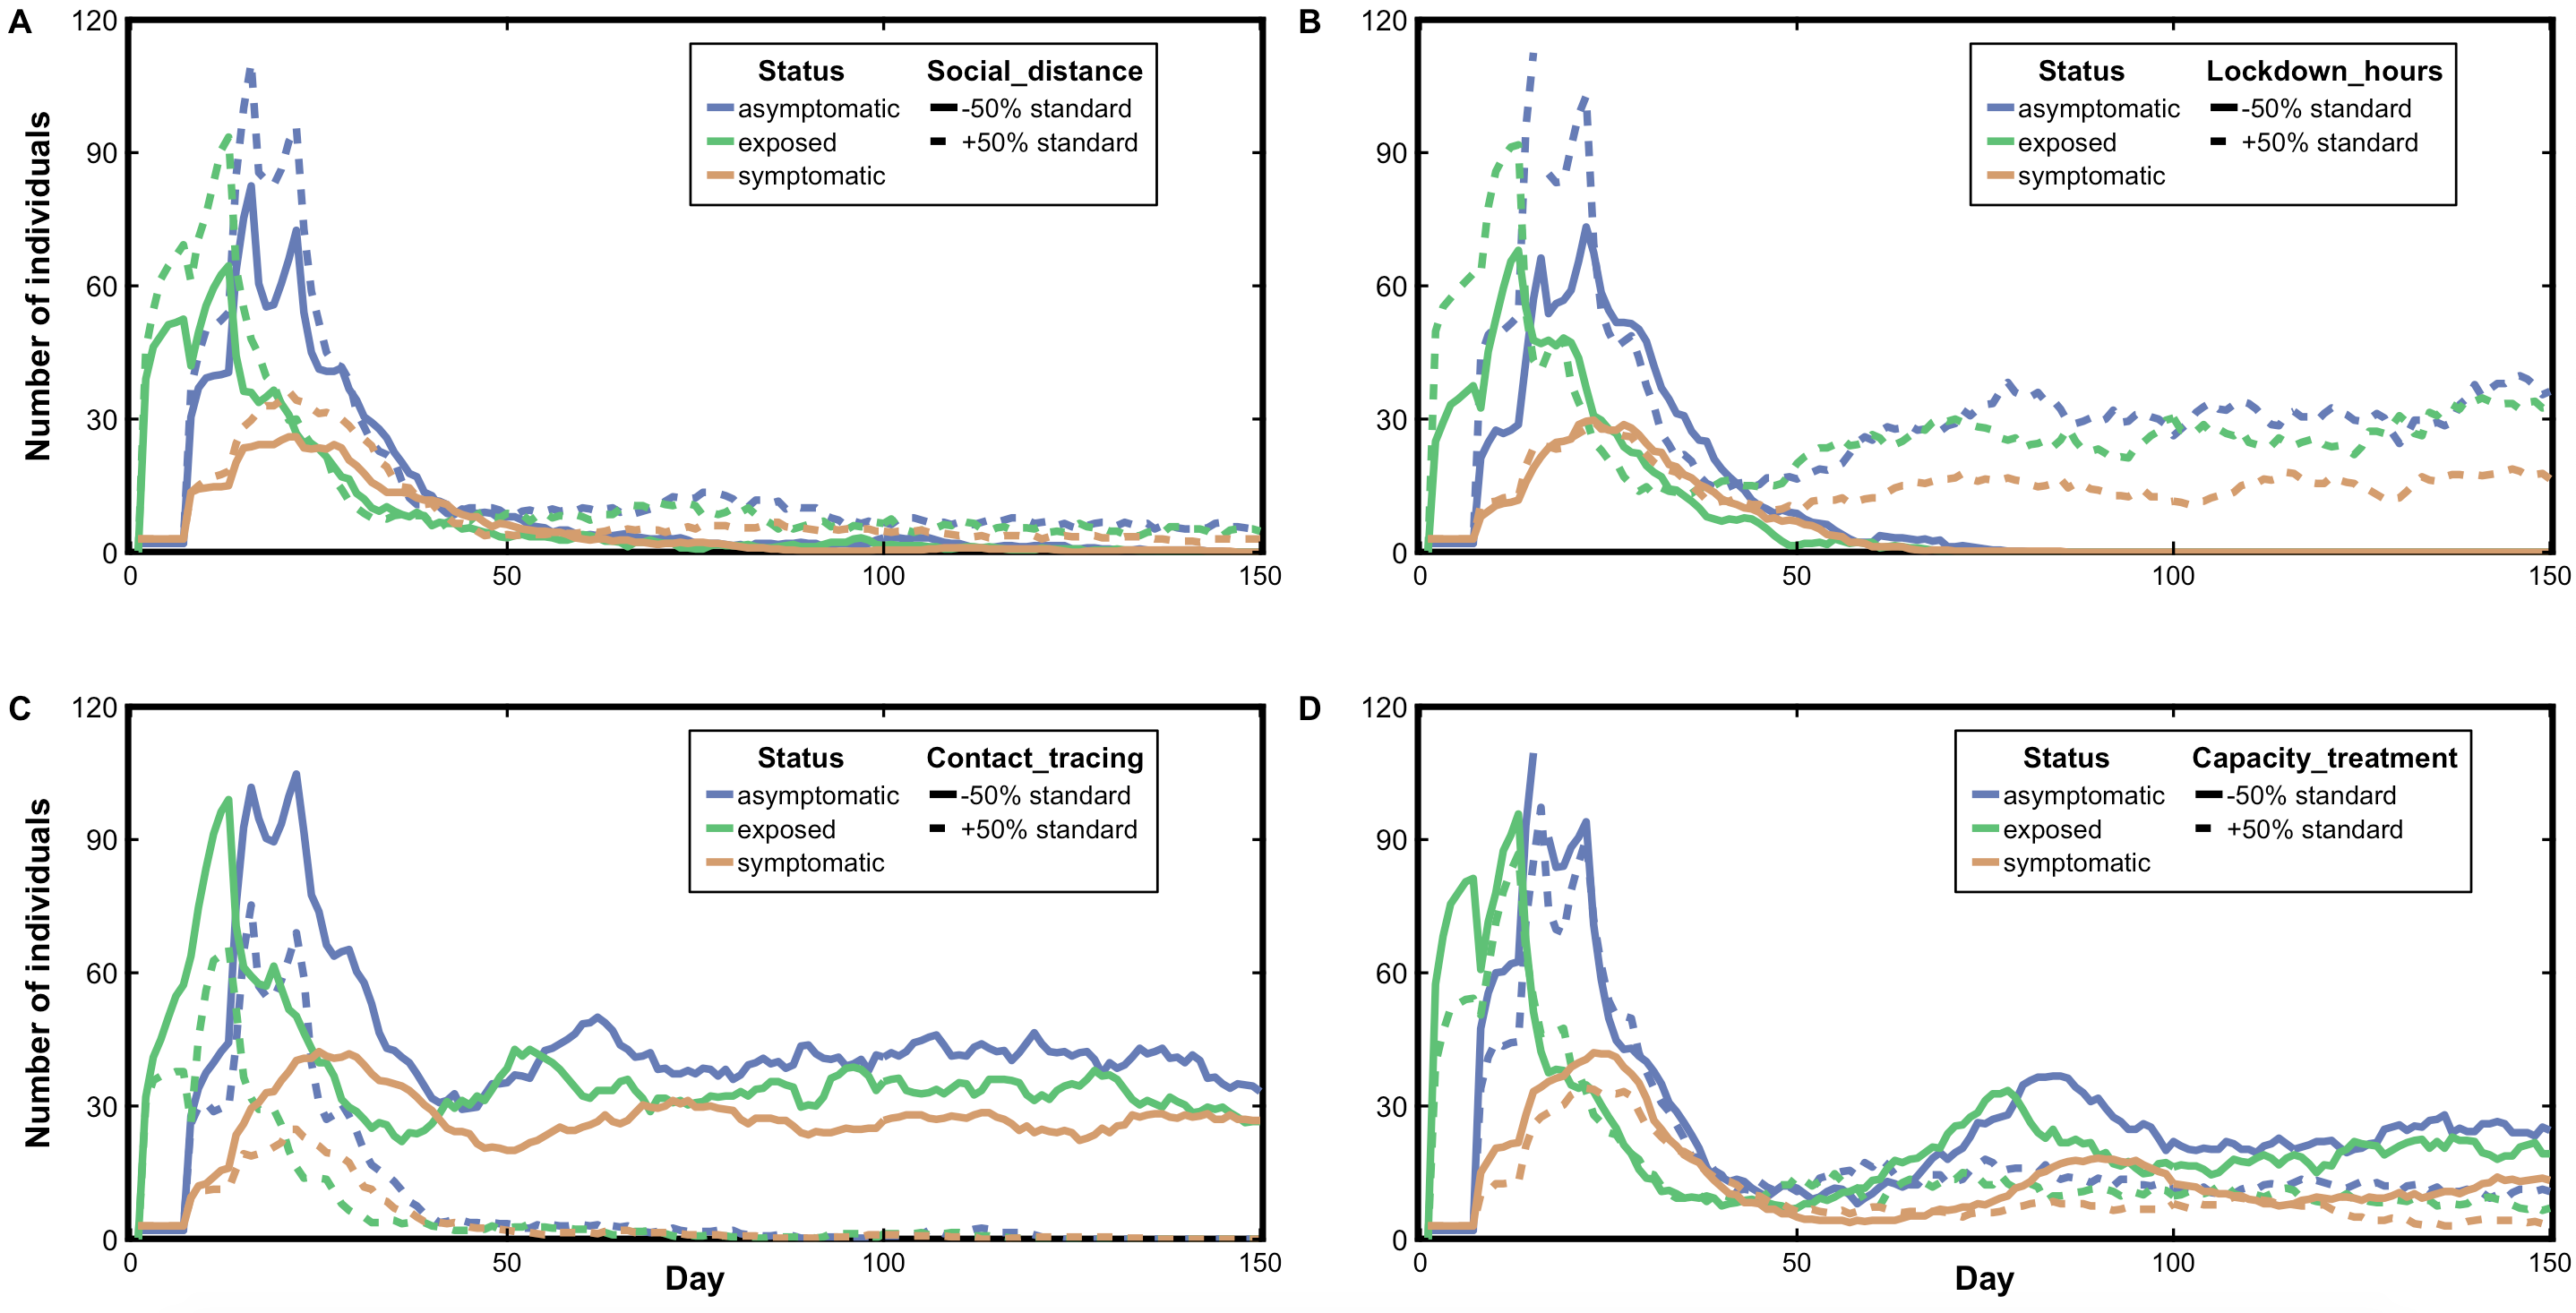 A
120
90
60
30
0
Number of individuals
Status Social_distance
asymptomatic -50% standard
exposed +50% standard
symptomatic
0 50 100 150
B
120
90
60
30
0
Status Lockdown_hours
asymptomatic -50% standard
exposed +50% standard
symptomatic
0 50 100 150
C
120
90
60
30
0
Number of individuals
Status Contact_tracing
asymptomatic -50% standard
exposed +50% standard
symptomatic
0 50 100 150
Day
D
120
90
60
30
0
Status Capacity_treatment
asymptomatic -50% standard
exposed +50% standard
symptomatic
0 50 100 150
Day